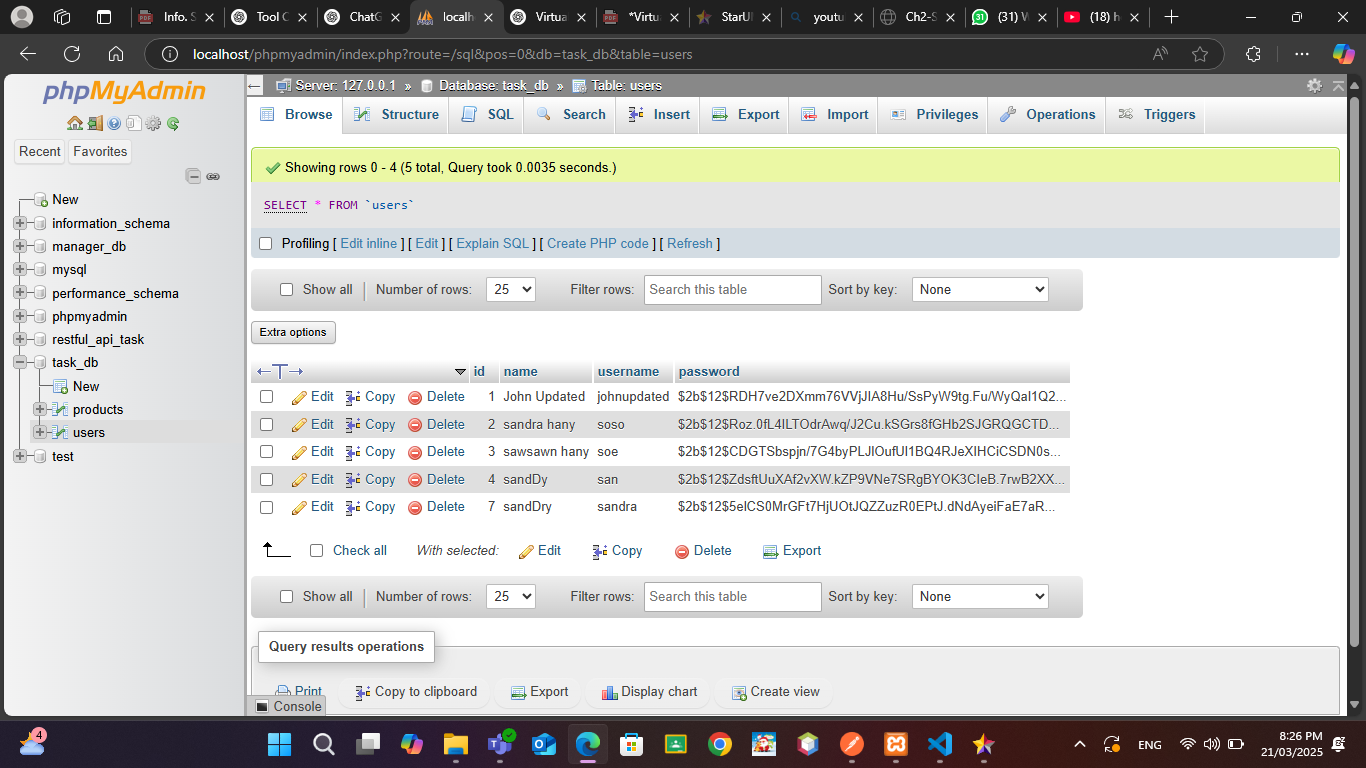 Info. S
Tool C
ChatG
localh
Virtua
*Virtu
StarU
youtu
Ch2-S
(31) W
(18) h
localhost/phpmyadmin/index.php?route=/sql&pos=0&db=task_db&table=users
phpMyAdmin
Server: 127.0.0.1 » Database: task_db » Table: users
Browse Structure SQL Search Insert Export Import Privileges Operations Triggers
Recent Favorites
New
information_schema
manager_db
mysql
performance_schema
phpmyadmin
restful_api_task
task_db
New
products
users
test
Showing rows 0 - 4 (5 total, Query took 0.0035 seconds.)
SELECT * FROM `users`
Profiling [ Edit inline ] [ Edit ] [ Explain SQL ] [ Create PHP code ] [ Refresh ]
Show all | Number of rows: 25 Filter rows: Search this table Sort by key: None
Extra options
←T→ id name username password
Edit Copy Delete 1 John Updated johnupdated $2b$12$RDH7ve2DXmm76VVjJIA8Hu/SsPyW9tg.Fu/WyQal1Q2...
Edit Copy Delete 2 sandra hany soso $2b$12$Roz.0fL4ILTOdrAwq/J2Cu.kSGrs8fGHb2SJGRQGCTD...
Edit Copy Delete 3 sawsawn hany soe $2b$12$CDGTSbspjn/7G4byPLJIOufUl1BQ4RJeXIHCiCSDN0s...
Edit Copy Delete 4 sandDy san $2b$12$ZdsftUuXAf2vXW.kZP9VNe7SRgBYOK3CIeB.7rwB2XX...
Edit Copy Delete 7 sandDry sandra $2b$12$5elCS0MrGFt7HjUOtJQZZuzR0EPtJ.dNdAyeiFaE7aR...
Check all With selected: Edit Copy Delete Export
Show all | Number of rows: 25 Filter rows: Search this table Sort by key: None
Query results operations
Print Copy to clipboard Export Display chart Create view
Console
4
ENG
8:26 PM
21/03/2025